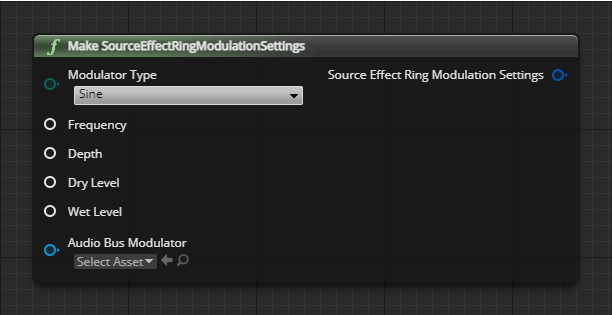 f Make SourceEffectRingModulationSettings
Modulator Type
Source Effect Ring Modulation Settings
Sine
Frequency
Depth
Dry Level
Wet Level
Audio Bus Modulator
Select Asset